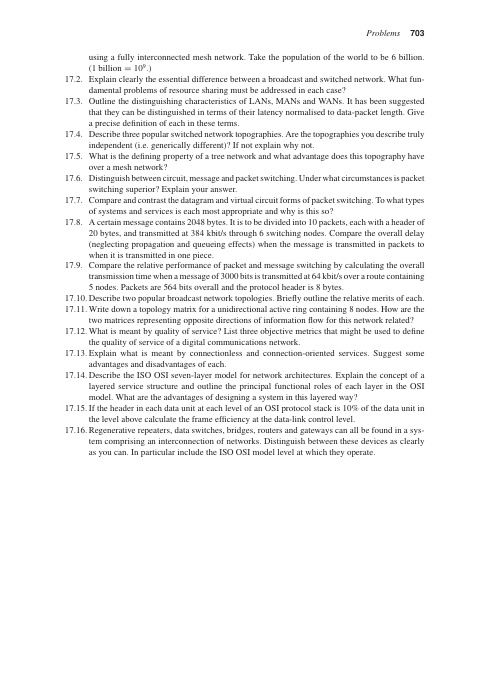 Problems 703
using a fully interconnected mesh network. Take the population of the world to be 6 billion.
(1 billion = 10⁹.)
17.2. Explain clearly the essential difference between a broadcast and switched network. What fun-
damental problems of resource sharing must be addressed in each case?
17.3. Outline the distinguishing characteristics of LANs, MANs and WANs. It has been suggested
that they can be distinguished in terms of their latency normalised to data-packet length. Give
a precise definition of each in these terms.
17.4. Describe three popular switched network topographies. Are the topographies you describe truly
independent (i.e. generically different)? If not explain why not.
17.5. What is the defining property of a tree network and what advantage does this topography have
over a mesh network?
17.6. Distinguish between circuit, message and packet switching. Under what circumstances is packet
switching superior? Explain your answer.
17.7. Compare and contrast the datagram and virtual circuit forms of packet switching. To what types
of systems and services is each most appropriate and why is this so?
17.8. A certain message contains 2048 bytes. It is to be divided into 10 packets, each with a header of
20 bytes, and transmitted at 384 kbit/s through 6 switching nodes. Compare the overall delay
(neglecting propagation and queueing effects) when the message is transmitted in packets to
when it is transmitted in one piece.
17.9. Compare the relative performance of packet and message switching by calculating the overall
transmission time when a message of 3000 bits is transmitted at 64 kbit/s over a route containing
5 nodes. Packets are 564 bits overall and the protocol header is 8 bytes.
17.10. Describe two popular broadcast network topologies. Briefly outline the relative merits of each.
17.11. Write down a topology matrix for a unidirectional active ring containing 8 nodes. How are the
two matrices representing opposite directions of information flow for this network related?
17.12. What is meant by quality of service? List three objective metrics that might be used to define
the quality of service of a digital communications network.
17.13. Explain what is meant by connectionless and connection-oriented services. Suggest some
advantages and disadvantages of each.
17.14. Describe the ISO OSI seven-layer model for network architectures. Explain the concept of a
layered service structure and outline the principal functional roles of each layer in the OSI
model. What are the advantages of designing a system in this layered way?
17.15. If the header in each data unit at each level of an OSI protocol stack is 10% of the data unit in
the level above calculate the frame efficiency at the data-link control level.
17.16. Regenerative repeaters, data switches, bridges, routers and gateways can all be found in a sys-
tem comprising an interconnection of networks. Distinguish between these devices as clearly
as you can. In particular include the ISO OSI model level at which they operate.